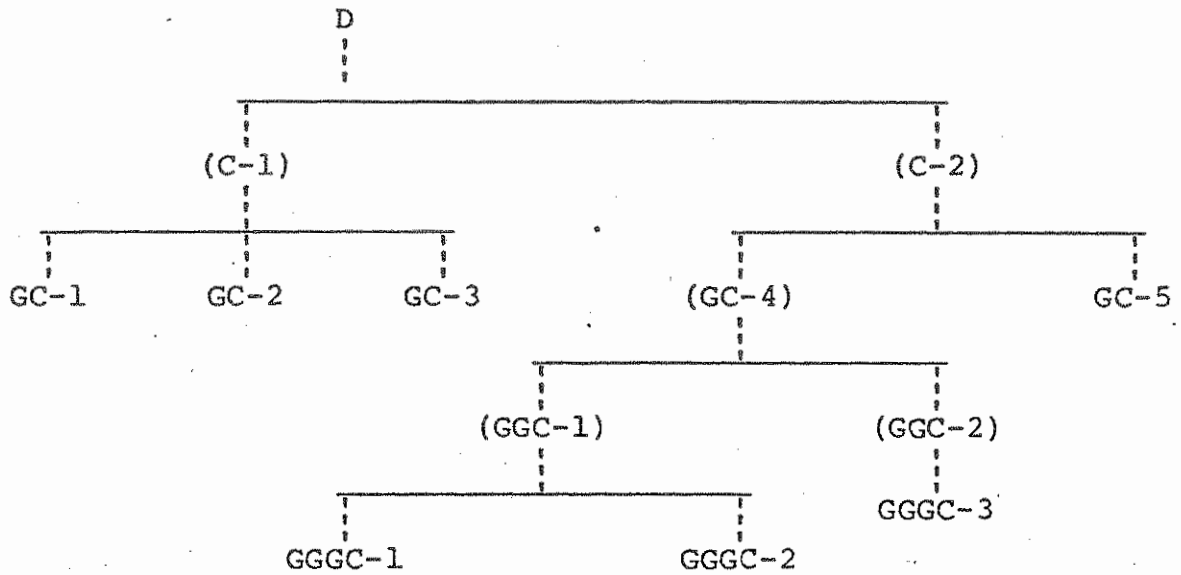 D
(C-1) (C-2)
GC-1 GC-2 GC-3 (GC-4) GC-5
(GGC-1) (GGC-2)
GGGC-3
GGGC-1 GGGC-2